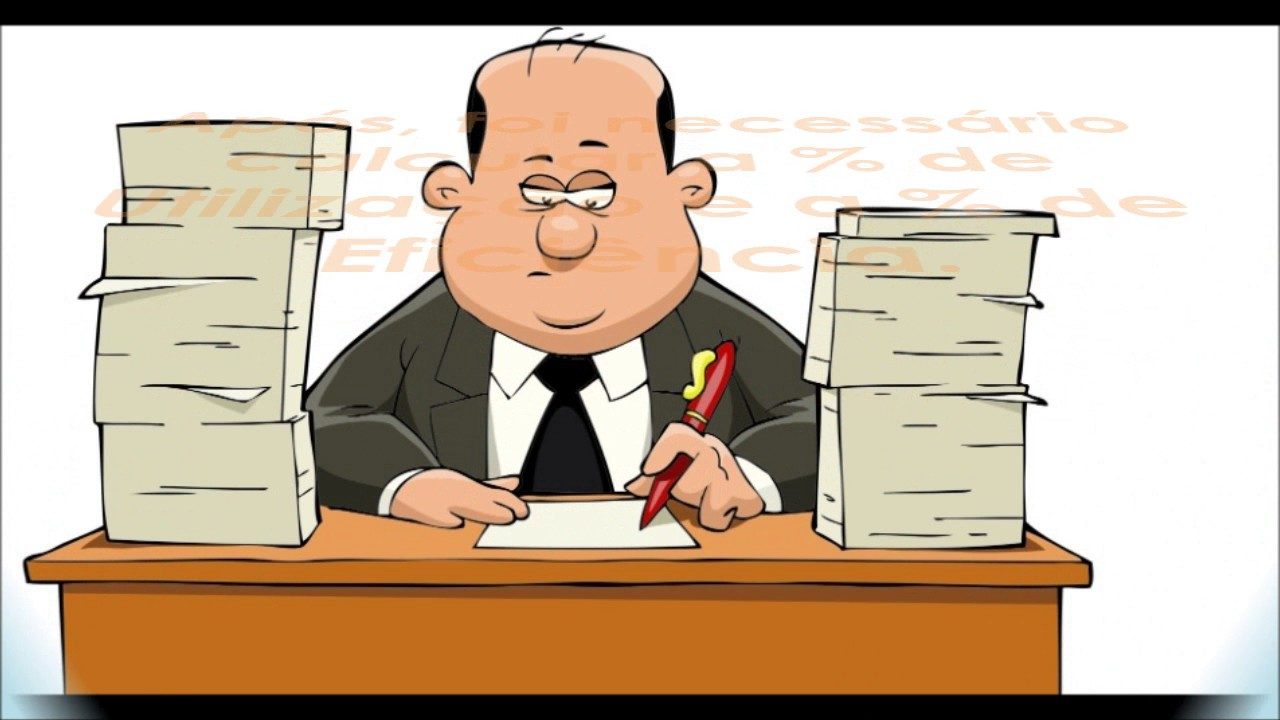 Após, foi necessário
calcular a % de
Utilização e a % de
Eficiência.